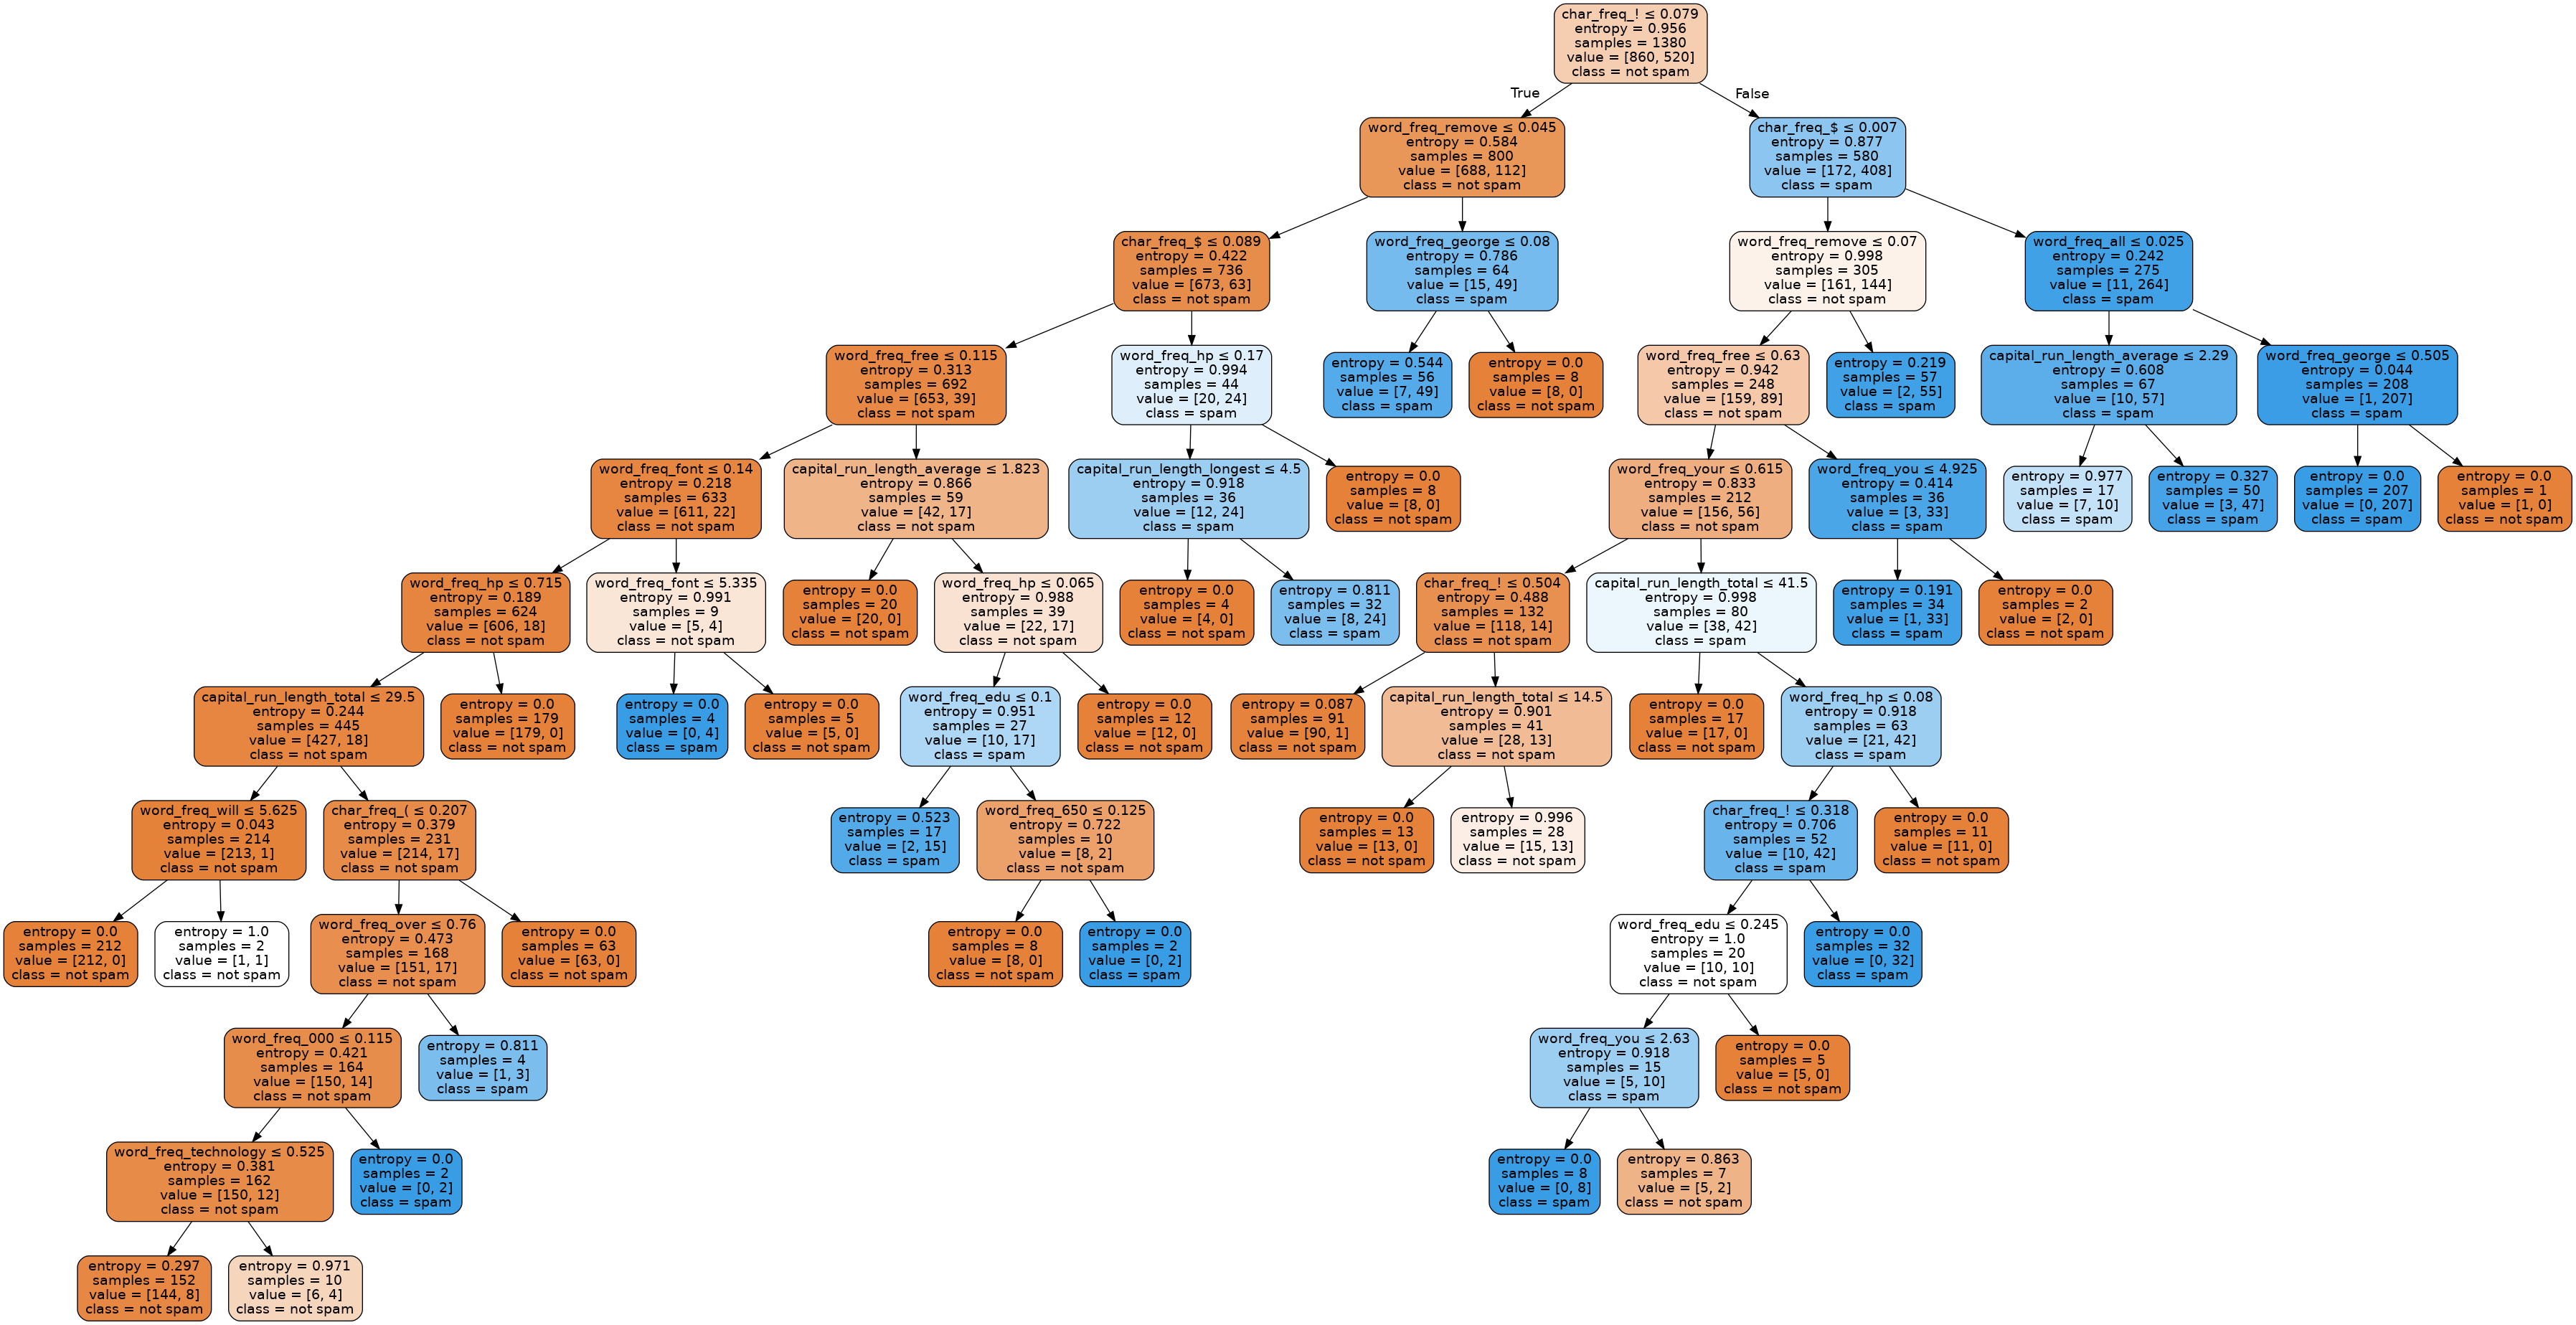 char_freq_! ≤ 0.079
entropy = 0.956
samples = 1380
value = [860, 520]
class = not spam
True
False
word_freq_remove ≤ 0.045
entropy = 0.584
samples = 800
value = [688, 112]
class = not spam
char_freq_$ ≤ 0.007
entropy = 0.877
samples = 580
value = [172, 408]
class = spam
char_freq_$ ≤ 0.089
entropy = 0.422
samples = 736
value = [673, 63]
class = not spam
word_freq_george ≤ 0.08
entropy = 0.786
samples = 64
value = [15, 49]
class = spam
word_freq_remove ≤ 0.07
entropy = 0.998
samples = 305
value = [161, 144]
class = not spam
word_freq_all ≤ 0.025
entropy = 0.242
samples = 275
value = [11, 264]
class = spam
word_freq_free ≤ 0.115
entropy = 0.313
samples = 692
value = [653, 39]
class = not spam
word_freq_hp ≤ 0.17
entropy = 0.994
samples = 44
value = [20, 24]
class = spam
entropy = 0.544
samples = 56
value = [7, 49]
class = spam
entropy = 0.0
samples = 8
value = [8, 0]
class = not spam
word_freq_free ≤ 0.63
entropy = 0.942
samples = 248
value = [159, 89]
class = not spam
entropy = 0.219
samples = 57
value = [2, 55]
class = spam
capital_run_length_average ≤ 2.29
entropy = 0.608
samples = 67
value = [10, 57]
class = spam
word_freq_george ≤ 0.505
entropy = 0.044
samples = 208
value = [1, 207]
class = spam
word_freq_font ≤ 0.14
entropy = 0.218
samples = 633
value = [611, 22]
class = not spam
capital_run_length_average ≤ 1.823
entropy = 0.866
samples = 59
value = [42, 17]
class = not spam
capital_run_length_longest ≤ 4.5
entropy = 0.918
samples = 36
value = [12, 24]
class = spam
entropy = 0.0
samples = 8
value = [8, 0]
class = not spam
word_freq_your ≤ 0.615
entropy = 0.833
samples = 212
value = [156, 56]
class = not spam
word_freq_you ≤ 4.925
entropy = 0.414
samples = 36
value = [3, 33]
class = spam
entropy = 0.977
samples = 17
value = [7, 10]
class = spam
entropy = 0.327
samples = 50
value = [3, 47]
class = spam
entropy = 0.0
samples = 207
value = [0, 207]
class = spam
entropy = 0.0
samples = 1
value = [1, 0]
class = not spam
word_freq_hp ≤ 0.715
entropy = 0.189
samples = 624
value = [606, 18]
class = not spam
word_freq_font ≤ 5.335
entropy = 0.991
samples = 9
value = [5, 4]
class = not spam
entropy = 0.0
samples = 20
value = [20, 0]
class = not spam
word_freq_hp ≤ 0.065
entropy = 0.988
samples = 39
value = [22, 17]
class = not spam
entropy = 0.0
samples = 4
value = [4, 0]
class = not spam
entropy = 0.811
samples = 32
value = [8, 24]
class = spam
char_freq_! ≤ 0.504
entropy = 0.488
samples = 132
value = [118, 14]
class = not spam
capital_run_length_total ≤ 41.5
entropy = 0.998
samples = 80
value = [38, 42]
class = spam
entropy = 0.191
samples = 34
value = [1, 33]
class = spam
entropy = 0.0
samples = 2
value = [2, 0]
class = not spam
capital_run_length_total ≤ 29.5
entropy = 0.244
samples = 445
value = [427, 18]
class = not spam
entropy = 0.0
samples = 179
value = [179, 0]
class = not spam
entropy = 0.0
samples = 4
value = [0, 4]
class = spam
entropy = 0.0
samples = 5
value = [5, 0]
class = not spam
word_freq_edu ≤ 0.1
entropy = 0.951
samples = 27
value = [10, 17]
class = spam
entropy = 0.0
samples = 12
value = [12, 0]
class = not spam
entropy = 0.087
samples = 91
value = [90, 1]
class = not spam
capital_run_length_total ≤ 14.5
entropy = 0.901
samples = 41
value = [28, 13]
class = not spam
entropy = 0.0
samples = 17
value = [17, 0]
class = not spam
word_freq_hp ≤ 0.08
entropy = 0.918
samples = 63
value = [21, 42]
class = spam
word_freq_will ≤ 5.625
entropy = 0.043
samples = 214
value = [213, 1]
class = not spam
char_freq_( ≤ 0.207
entropy = 0.379
samples = 231
value = [214, 17]
class = not spam
entropy = 0.523
samples = 17
value = [2, 15]
class = spam
word_freq_650 ≤ 0.125
entropy = 0.722
samples = 10
value = [8, 2]
class = not spam
entropy = 0.0
samples = 13
value = [13, 0]
class = not spam
entropy = 0.996
samples = 28
value = [15, 13]
class = not spam
char_freq_! ≤ 0.318
entropy = 0.706
samples = 52
value = [10, 42]
class = spam
entropy = 0.0
samples = 11
value = [11, 0]
class = not spam
entropy = 0.0
samples = 212
value = [212, 0]
class = not spam
entropy = 1.0
samples = 2
value = [1, 1]
class = not spam
word_freq_over ≤ 0.76
entropy = 0.473
samples = 168
value = [151, 17]
class = not spam
entropy = 0.0
samples = 63
value = [63, 0]
class = not spam
entropy = 0.0
samples = 8
value = [8, 0]
class = not spam
entropy = 0.0
samples = 2
value = [0, 2]
class = spam
word_freq_edu ≤ 0.245
entropy = 1.0
samples = 20
value = [10, 10]
class = not spam
entropy = 0.0
samples = 32
value = [0, 32]
class = spam
word_freq_000 ≤ 0.115
entropy = 0.421
samples = 164
value = [150, 14]
class = not spam
entropy = 0.811
samples = 4
value = [1, 3]
class = spam
word_freq_you ≤ 2.63
entropy = 0.918
samples = 15
value = [5, 10]
class = spam
entropy = 0.0
samples = 5
value = [5, 0]
class = not spam
word_freq_technology ≤ 0.525
entropy = 0.381
samples = 162
value = [150, 12]
class = not spam
entropy = 0.0
samples = 2
value = [0, 2]
class = spam
entropy = 0.0
samples = 8
value = [0, 8]
class = spam
entropy = 0.863
samples = 7
value = [5, 2]
class = not spam
entropy = 0.297
samples = 152
value = [144, 8]
class = not spam
entropy = 0.971
samples = 10
value = [6, 4]
class = not spam